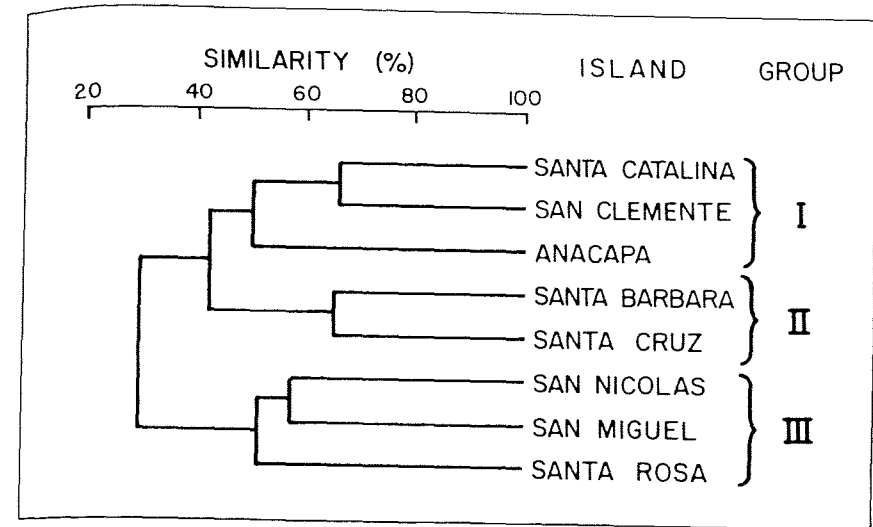 SIMILARITY (%) ISLAND GROUP
20 40 60 80 100
SANTA CATALINA
SAN CLEMENTE
I
ANACAPA
SANTA BARBARA
II
SANTA CRUZ
SAN NICOLAS
SAN MIGUEL
III
SANTA ROSA